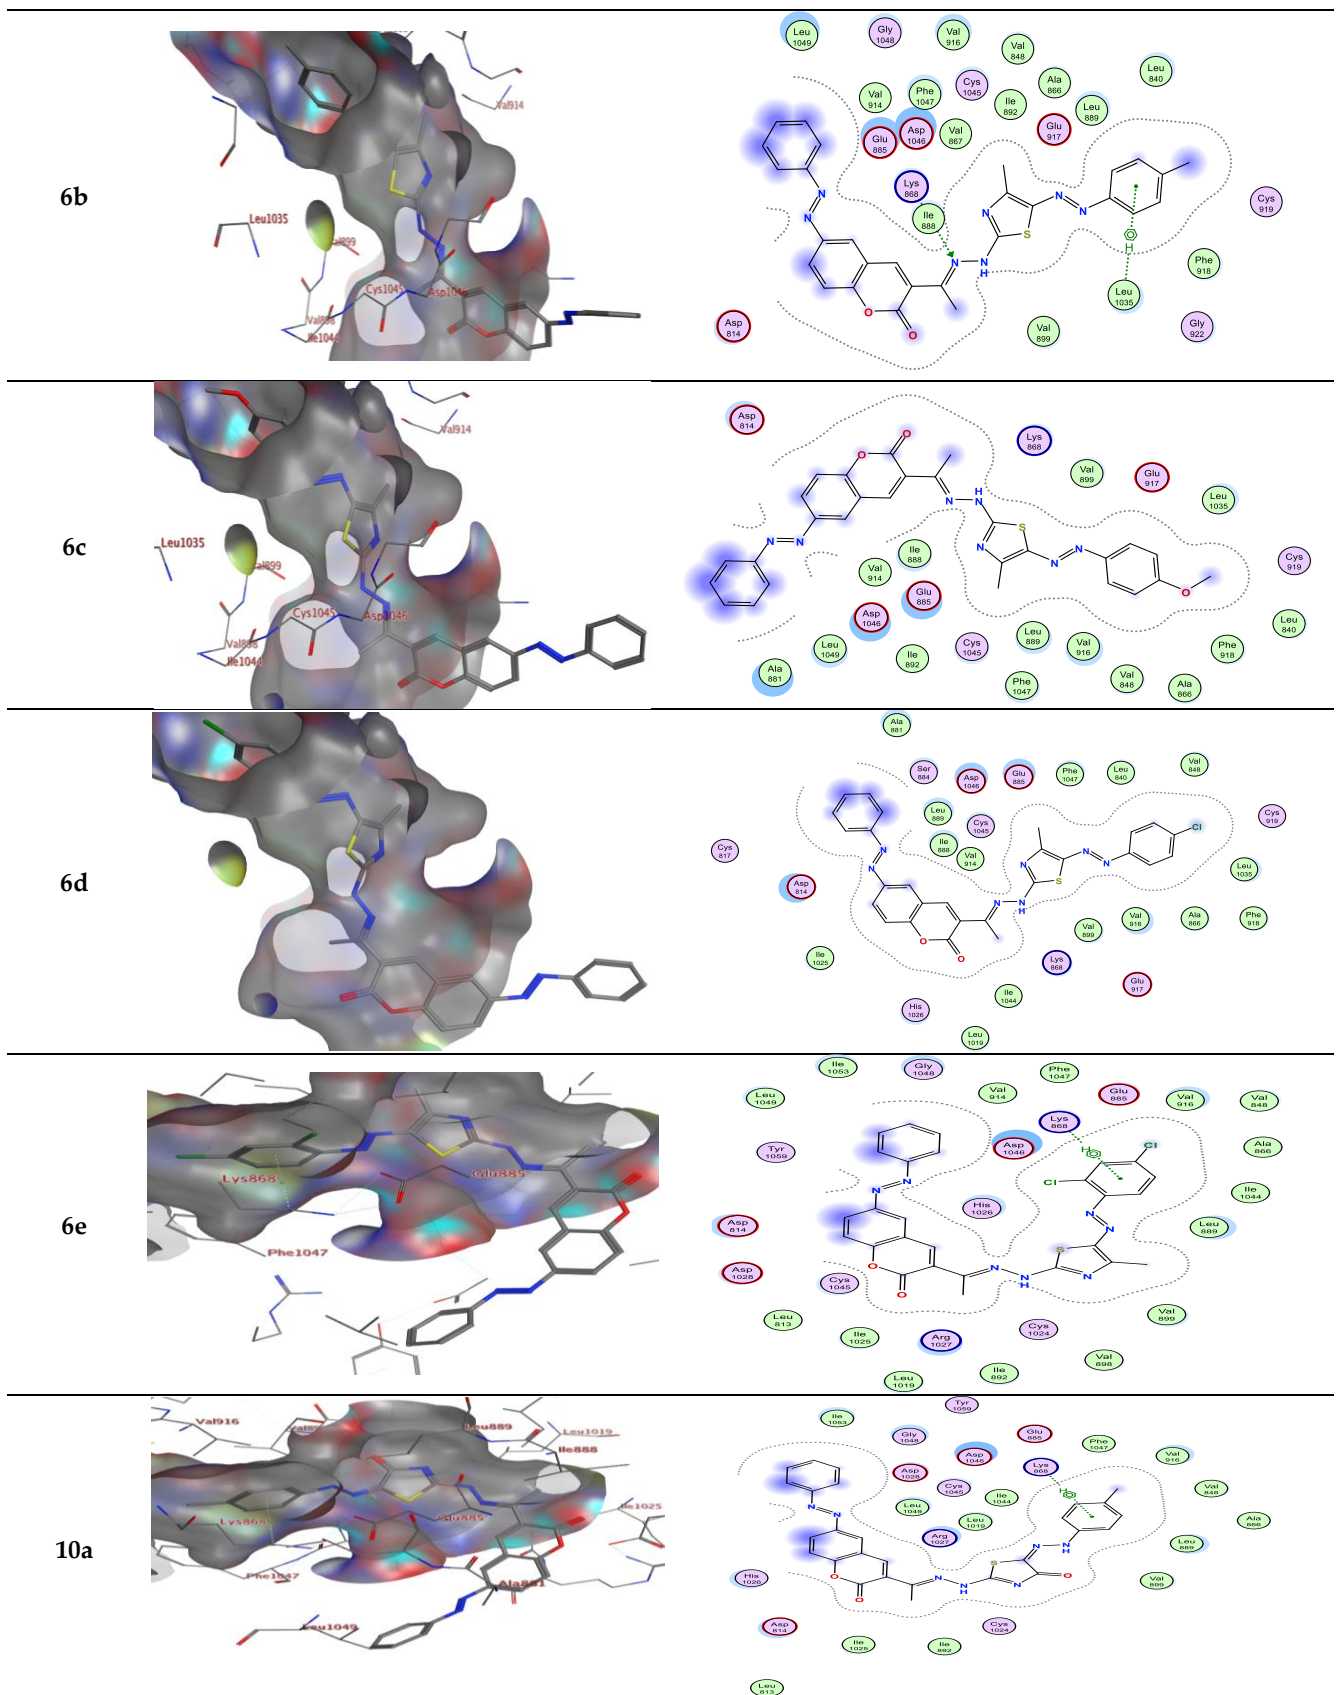 6b
Val914
Leu1035
Cys1045
Asp1046
Ile1044
Leu
1049
Gly
1048
Val
916
Val
848
Leu
840
Val
914
Phe
1047
Cys
1045
Ala
866
Ile
892
Leu
889
Glu
885
Asp
1046
Val
867
Glu
917
Lys
868
Ile
888
Cys
919
Phe
918
Leu
1035
Gly
922
Val
899
Asp
814
N
N
N
N
H
N
S
N
N
O
O
H
6c
Val914
Leu1035
Cys1045
Asp1046
Ile1044
Asp
814
Lys
868
Val
899
Glu
917
Leu
1035
Cys
919
Ile
888
Val
914
Glu
885
Asp
1046
Leu
1049
Ala
881
Ile
892
Cys
1045
Leu
889
Val
916
Phe
1047
Val
848
Ala
866
Phe
918
Leu
840
O
O
N
N
N
N
H
N
S
N
N
O
6d
Ala
881
Ser
884
Asp
1046
Glu
885
Phe
1047
Leu
840
Val
848
Cys
919
Leu
889
Cys
1045
Ile
888
Val
914
Cys
817
Asp
814
Leu
1035
Val
899
Val
916
Ala
866
Phe
918
Lys
868
Glu
917
Ile
1025
Ile
1044
His
1026
Leu
1019
N
N
N
N
H
N
S
N
N
Cl
O
O
6e
Lys868
Glu885
Phe1047
Ile
1053
Gly
1048
Phe
1047
Leu
1049
Val
914
Glu
885
Val
916
Val
848
Lys
868
Asp
1046
Tyr
1059
Ala
866
Ile
1044
His
1026
Leu
889
Asp
814
Asp
1028
Cys
1045
Leu
813
Ile
1025
Arg
1027
Cys
1024
Val
899
Val
898
Ile
892
Leu
1019
H
Cl
Cl
N
N
N
N
S
N
N
H
N
O
O
10a
Val916
Leu889
Leu1019
Ile888
Lys868
Glu885
Ile1025
Phe1047
Ala881
Leu1049
Tyr
1059
Ile
1053
Gly
1048
Glu
885
Phe
1047
Asp
1046
Lys
868
Val
916
Asp
1028
Cys
1045
Ile
1044
Val
848
Leu
1049
Leu
1019
Ala
866
Arg
1027
Leu
889
His
1026
Val
899
Asp
814
Cys
1024
Ile
1025
Ile
892
Leu
813
H
N
N
N
N
H
S
N
N
N
H
O
O
O